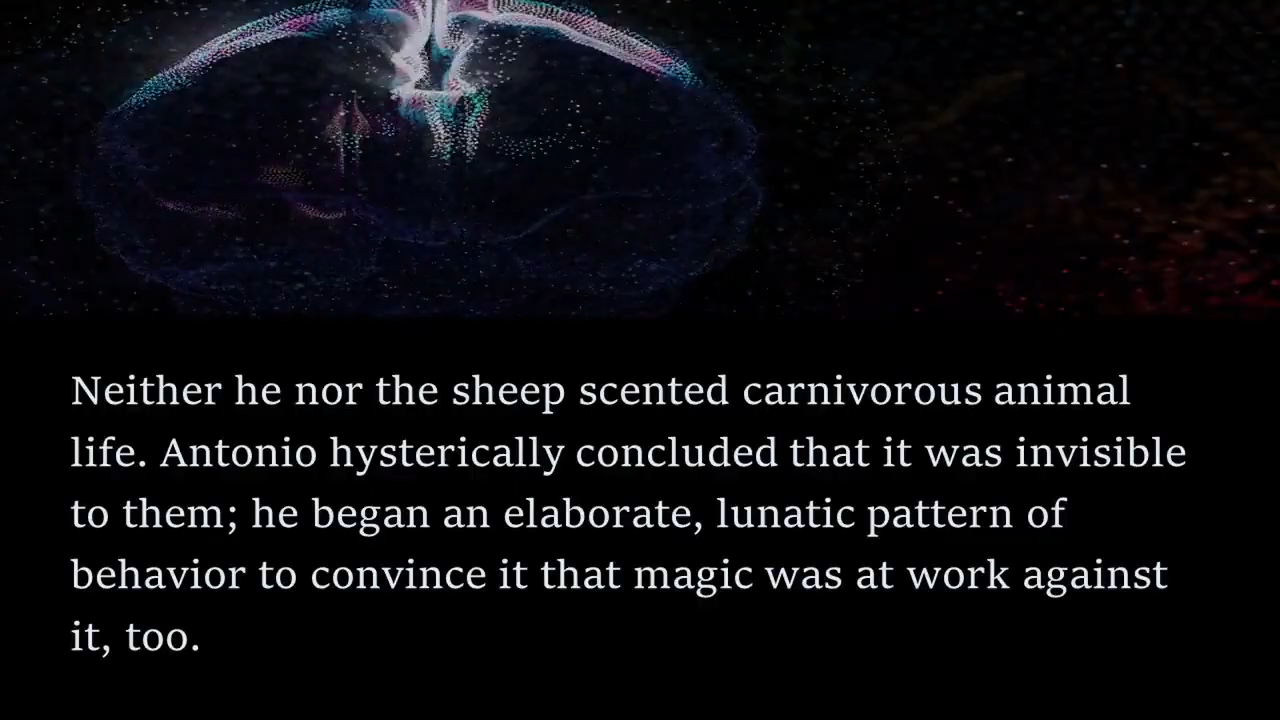 Neither he nor the sheep scented carnivorous animal
life. Antonio hysterically concluded that it was invisible
to them; he began an elaborate, lunatic pattern of
behavior to convince it that magic was at work against
it, too.